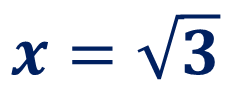 x = √3